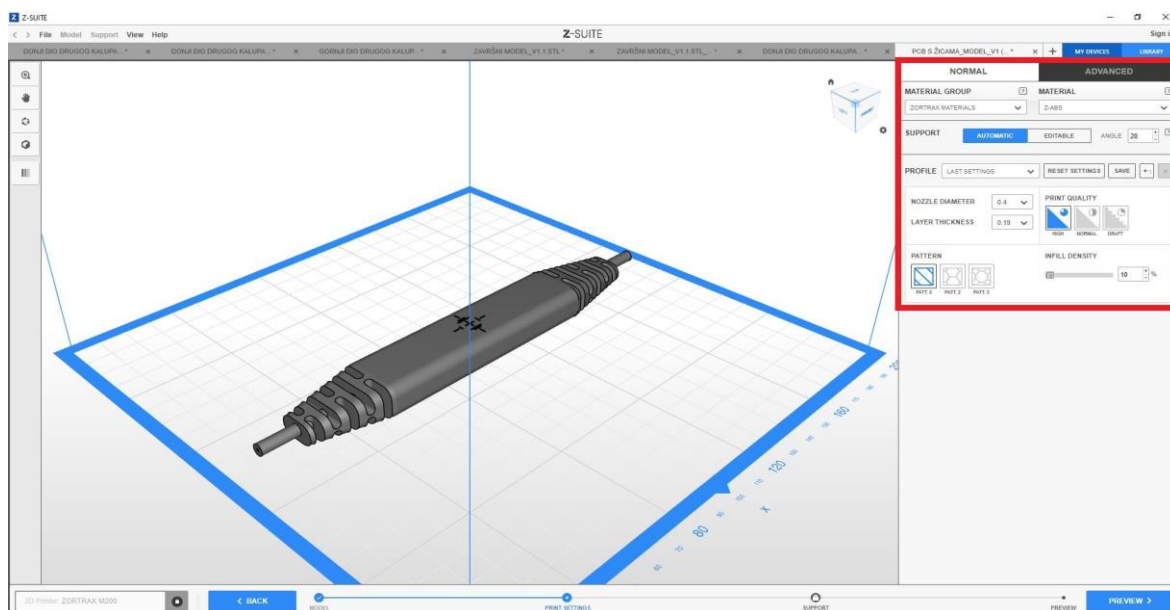 Z-SUITE
< > File Model Support View Help
Z-SUITE
Sign i
DONJI DIO DRUGOG KALUPA... * × DONJI DIO DRUGOG KALUPA... * × GORNJI DIO DRUGOG KALUP... * × ZAVRŠNI MODEL_V1 1.STL * × ZAVRŠNI MODEL_V1 1.STL_... * × DONJI DIO DRUGOG KALUPA... * × PCB S ŽICAMA_MODEL_V1 (... * × + MY DEVICES LIBRARY
NORMAL ADVANCED
MATERIAL GROUP ? MATERIAL ?
ZORTRAX MATERIALS Z-ABS
SUPPORT AUTOMATIC EDITABLE ANGLE 20
PROFILE LAST SETTINGS RESET SETTINGS SAVE
NOZZLE DIAMETER 0.4
LAYER THICKNESS 0.19
PRINT QUALITY
HIGH NORMAL DRAFT
PATTERN
PATT. 0 PATT. 2 PATT. 3
INFILL DENSITY
10 %
80
120
160
X
3D Printer ZORTRAX M200
< BACK
MODEL PRINT SETTINGS SUPPORT PREVIEW
PREVIEW >